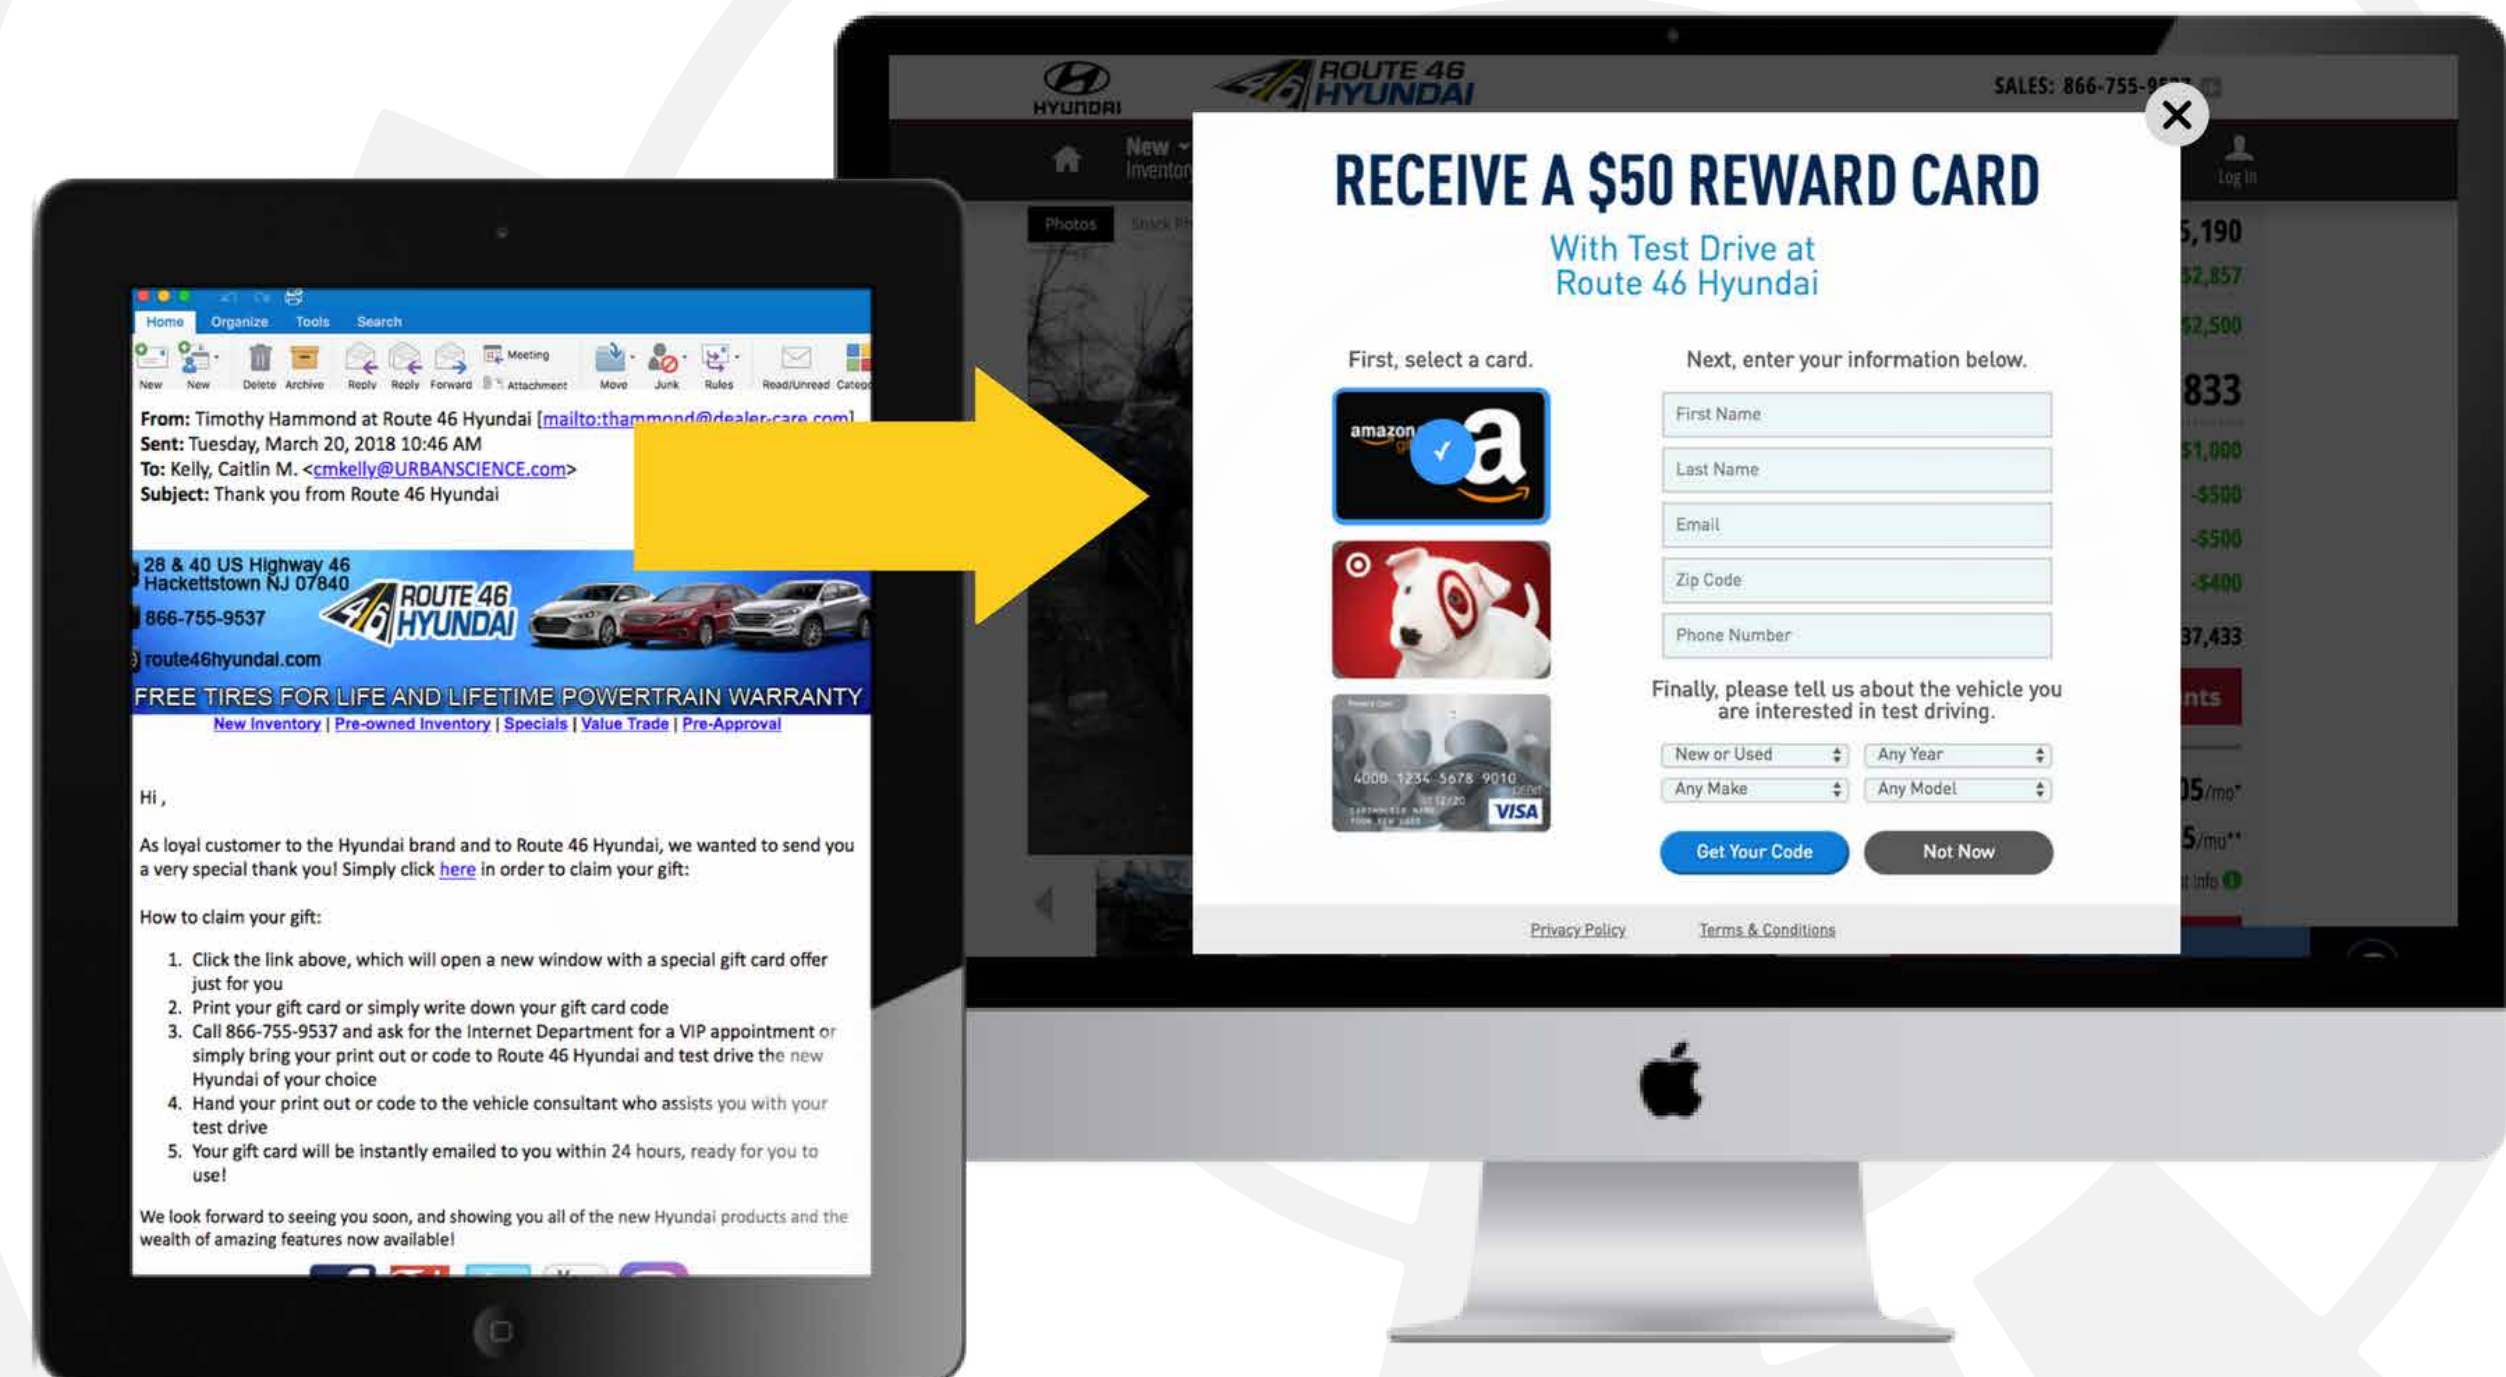 Home Organize Tools Search
New New Delete Archive Reply Reply Forward Meeting Attachment Move Junk Rules Read/Unread
From: Timothy Hammond at Route 46 Hyundai [mailto:thammond@dealer-care.com]
Sent: Tuesday, March 20, 2018 10:46 AM
To: Kelly, Caitlin M. <cmkelly@URBANSCIENCE.com>
Subject: Thank you from Route 46 Hyundai
28 & 40 US Highway 46
Hackettstown NJ 07840
866-755-9537
route46hyundai.com
46 ROUTE 46
HYUNDAI
FREE TIRES FOR LIFE AND LIFETIME POWERTRAIN WARRANTY
New Inventory | Pre-owned Inventory | Specials | Value Trade | Pre-Approval
Hi ,
As loyal customer to the Hyundai brand and to Route 46 Hyundai, we wanted to send you
a very special thank you! Simply click here in order to claim your gift:
How to claim your gift:
1. Click the link above, which will open a new window with a special gift card offer
just for you
2. Print your gift card or simply write down your gift card code
3. Call 866-755-9537 and ask for the Internet Department for a VIP appointment or
simply bring your print out or code to Route 46 Hyundai and test drive the new
Hyundai of your choice
4. Hand your print out or code to the vehicle consultant who assists you with your
test drive
5. Your gift card will be instantly emailed to you within 24 hours, ready for you to
use!
We look forward to seeing you soon, and showing you all of the new Hyundai products and the
wealth of amazing features now available!
HYUNDAI
46 ROUTE 46
HYUNDAI
SALES: 866-755-9537
New
Inventory
Log In
Photos
RECEIVE A $50 REWARD CARD
With Test Drive at
Route 46 Hyundai
First, select a card.
amazon
a
4000 1234 5678 9010
12/20
DEBIT
VISA
Next, enter your information below.
First Name
Last Name
Email
Zip Code
Phone Number
Finally, please tell us about the vehicle you
are interested in test driving.
New or Used Any Year
Any Make Any Model
Get Your Code Not Now
Privacy Policy Terms & Conditions
5,190
$2,857
$2,500
833
$1,000
-$500
-$500
-$400
37,433
nts
05/mo*
5/mo**
t Info